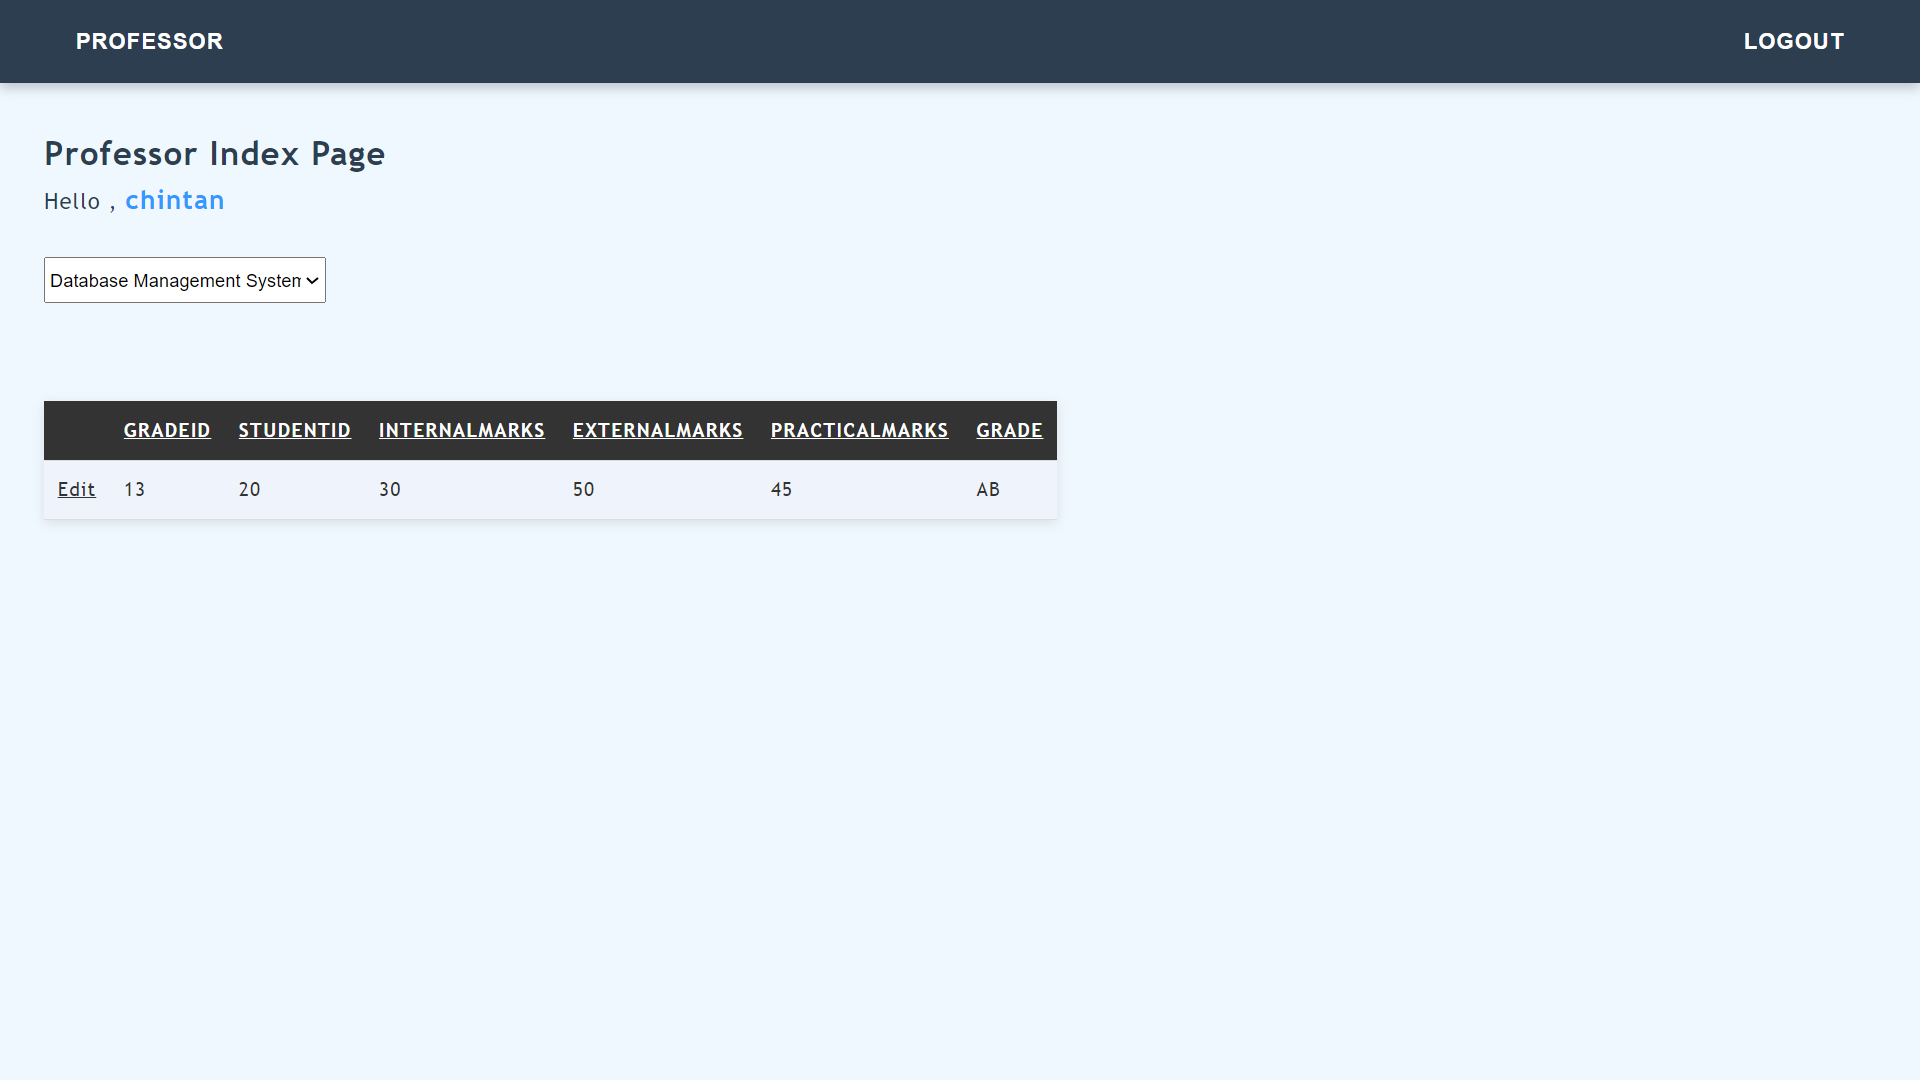 PROFESSOR LOGOUT
Professor Index Page
Hello , chintan
Database Management System
GRADEID STUDENTID INTERNALMARKS EXTERNALMARKS PRACTICALMARKS GRADE
Edit 13 20 30 50 45 AB